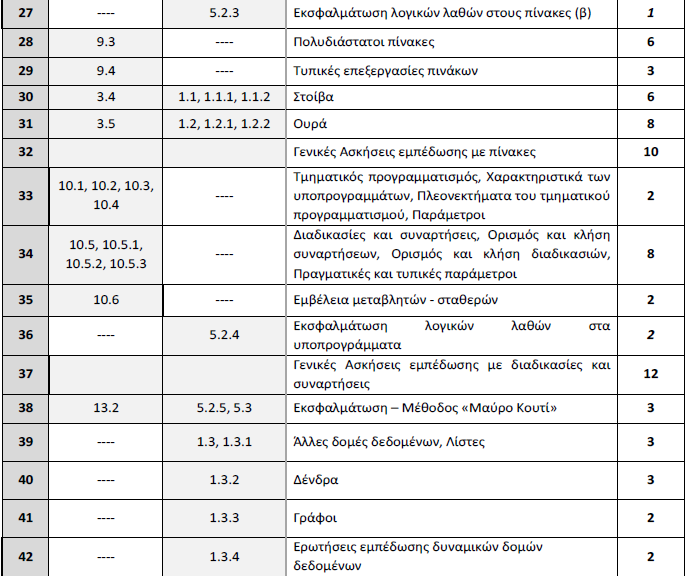 27 ---- 5.2.3 Εκσφαλμάτωση λογικών λαθών στους πίνακες (β) 1
28 9.3 ---- Πολυδιάστατοι πίνακες 6
29 9.4 ---- Τυπικές επεξεργασίες πινάκων 3
30 3.4 1.1, 1.1.1, 1.1.2 Στοίβα 6
31 3.5 1.2, 1.2.1, 1.2.2 Ουρά 8
32 Γενικές Ασκήσεις εμπέδωσης με πίνακες 10
33 10.1, 10.2, 10.3, 10.4 ---- Τμηματικός προγραμματισμός, Χαρακτηριστικά των
υποπρογραμμάτων, Πλεονεκτήματα του τμηματικού
προγραμματισμού, Παράμετροι 2
34 10.5, 10.5.1, 10.5.2, 10.5.3 ---- Διαδικασίες και συναρτήσεις, Ορισμός και κλήση
συναρτήσεων, Ορισμός και κλήση διαδικασιών,
Πραγματικές και τυπικές παράμετροι 8
35 10.6 ---- Εμβέλεια μεταβλητών - σταθερών 2
36 ---- 5.2.4 Εκσφαλμάτωση λογικών λαθών στα
υποπρογράμματα 2
37 Γενικές Ασκήσεις εμπέδωσης με διαδικασίες και
συναρτήσεις 12
38 13.2 5.2.5, 5.3 Εκσφαλμάτωση – Μέθοδος «Μαύρο Κουτί» 3
39 ---- 1.3, 1.3.1 Άλλες δομές δεδομένων, Λίστες 3
40 ---- 1.3.2 Δένδρα 3
41 ---- 1.3.3 Γράφοι 2
42 ---- 1.3.4 Ερωτήσεις εμπέδωσης δυναμικών δομών
δεδομένων 2